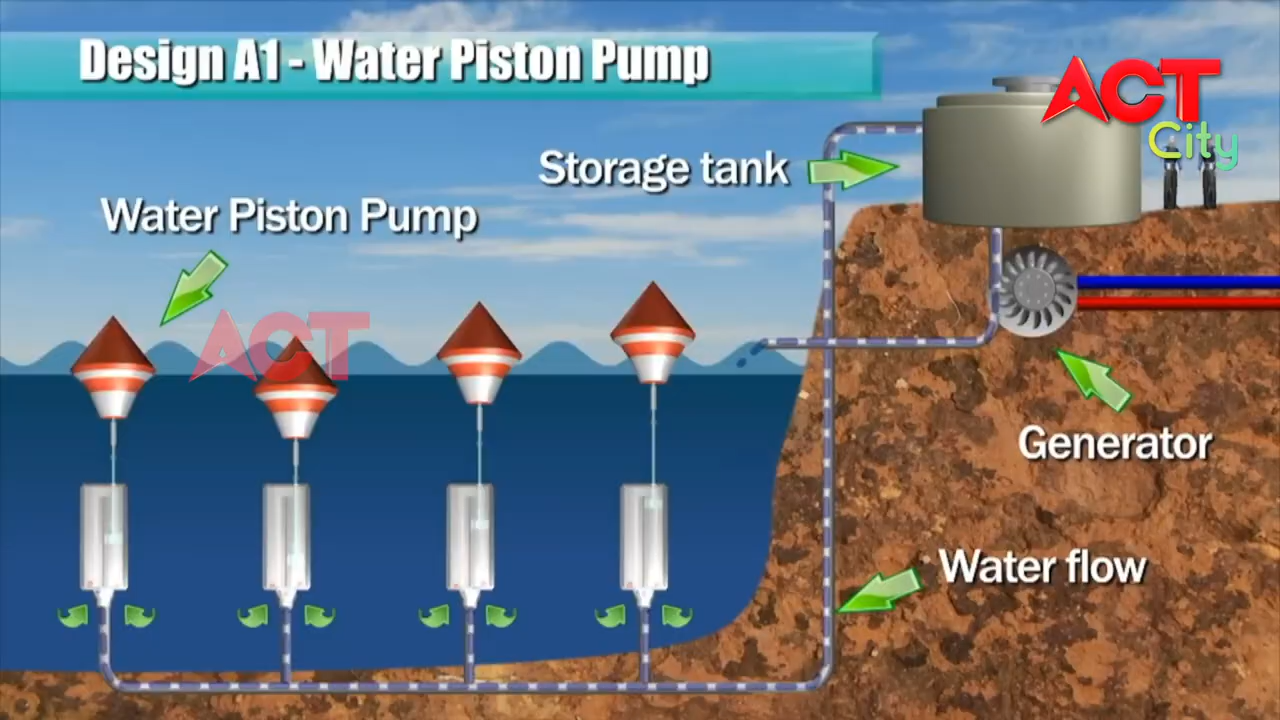 Design A1 - Water Piston Pump
ACT
City
Storage tank
Water Piston Pump
ACT
Generator
Water flow